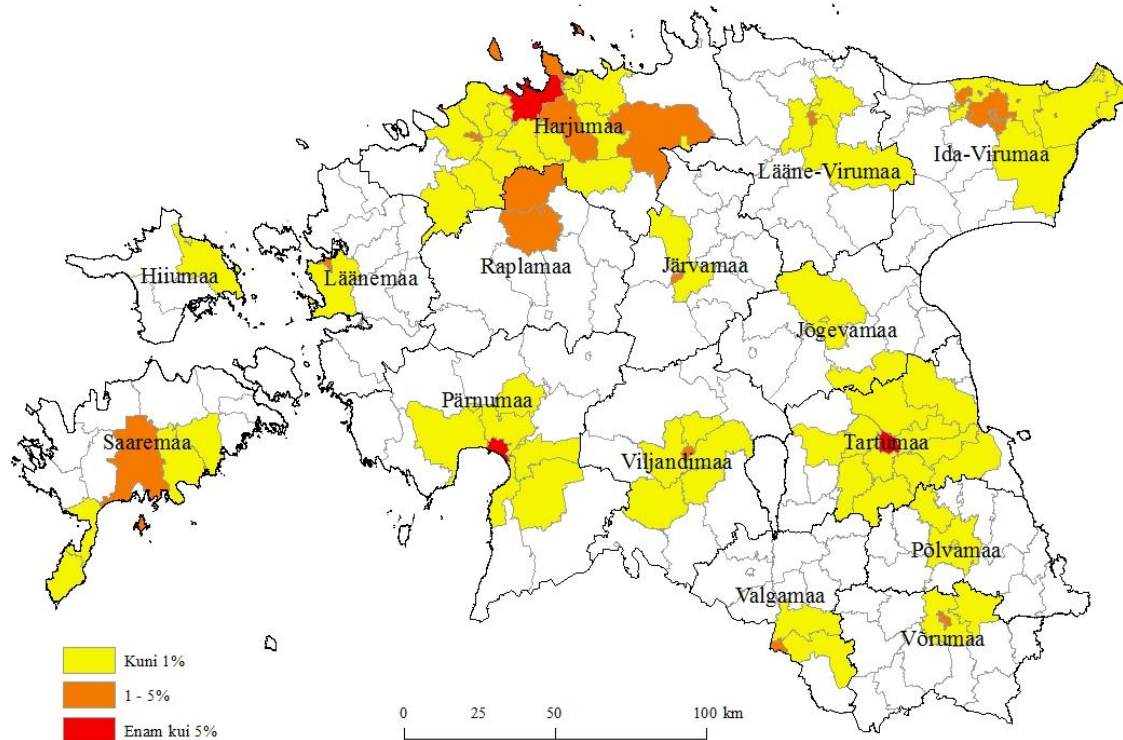 Harjumaa
Lääne-Virumaa
Ida-Virumaa
Hiiumaa
Läänemaa
Raplamaa
Järvamaa
Jõgevamaa
Pärnumaa
Saaremaa
Viljandimaa
Tartumaa
Põlvamaa
Valgamaa
Võrumaa
Kuni 1%
1 - 5%
Enam kui 5%
0 25 50 100 km